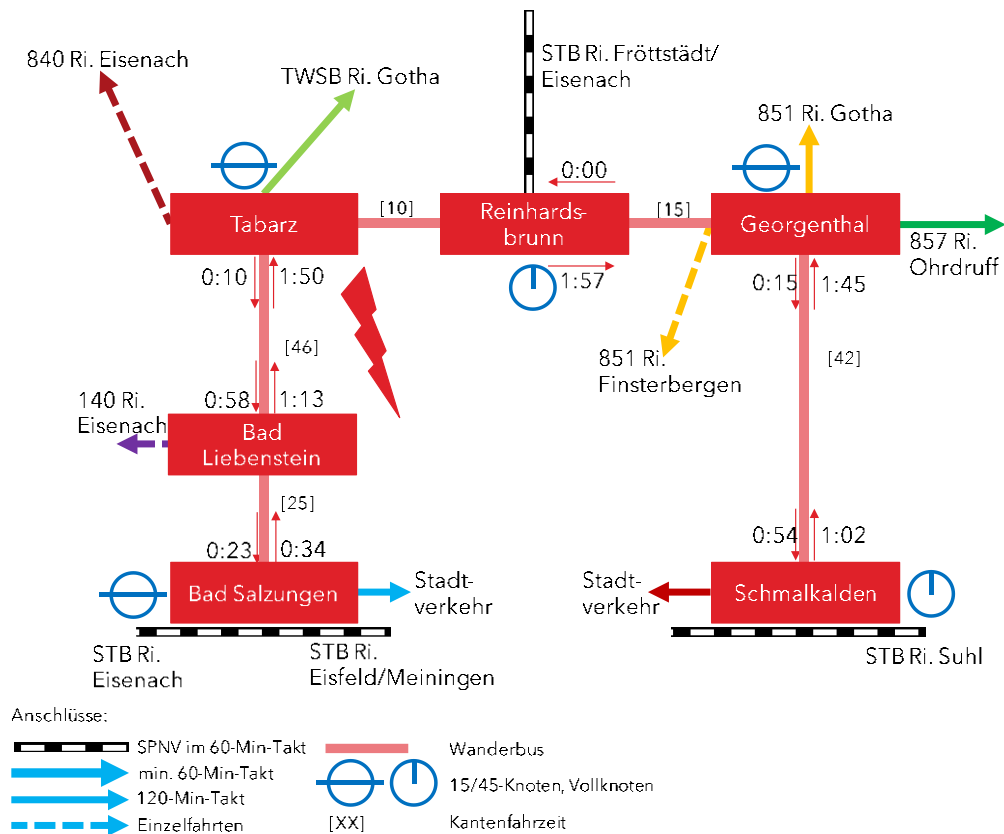 840 Ri. Eisenach
TWSB Ri. Gotha
STB Ri. Fröttstädt/
Eisenach
851 Ri. Gotha
0:00
Tabarz
[10]
Reinhards-
brunn
[15]
Georgenthal
857 Ri.
Ohrdruff
0:10
1:50
1:57
0:15
1:45
[46]
851 Ri.
Finsterbergen
[42]
140 Ri.
Eisenach
0:58
1:13
Bad
Liebenstein
[25]
0:23
0:34
0:54
1:02
Bad Salzungen
Stadt-
verkehr
Stadt-
verkehr
Schmalkalden
STB Ri.
Eisenach
STB Ri.
Eisfeld/Meiningen
STB Ri. Suhl
Anschlüsse:
SPNV im 60-Min-Takt
Wanderbus
min. 60-Min-Takt
15/45-Knoten, Vollknoten
120-Min-Takt
Einzelfahrten
[XX]
Kantenfahrzeit